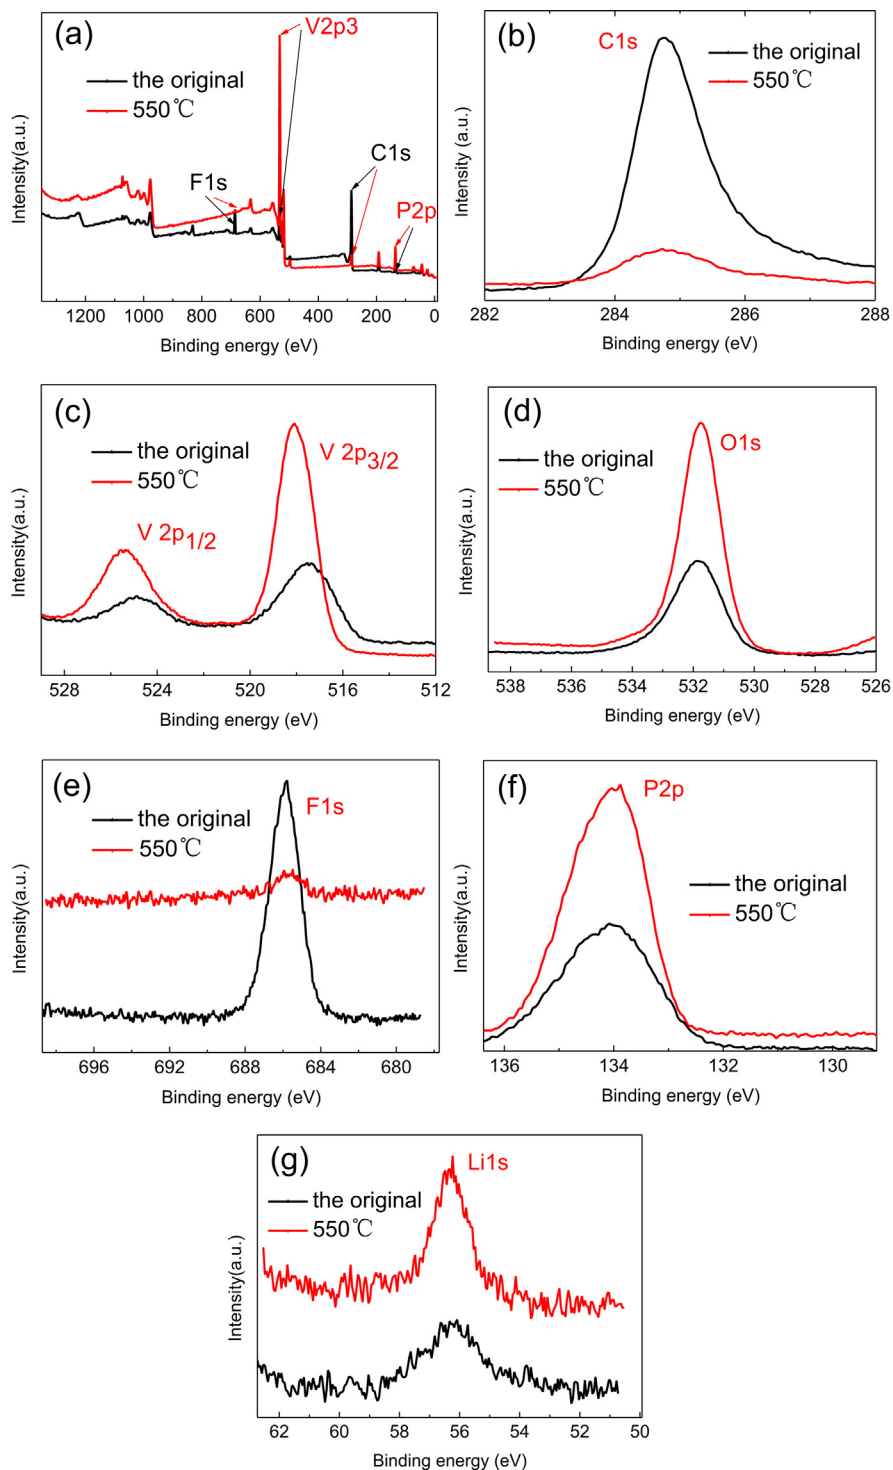 (a)
V2p3
the original
550℃
C1s
F1s
P2p
Intensity(a.u.)
1200 1000 800 600 400 200 0
Binding energy (eV)
(b)
C1s
the original
550℃
Intensity (a.u.)
282 284 286 288
Binding energy (eV)
(c)
the original
550℃
V 2p3/2
V 2p1/2
Intensity(a.u.)
528 524 520 516 512
Binding energy (eV)
(d)
the original
550℃
O1s
Intensity(a.u.)
538 536 534 532 530 528 526
Binding energy (eV)
(e)
F1s
the original
550℃
Intensity(a.u.)
696 692 688 684 680
Binding energy (eV)
(f)
P2p
the original
550℃
Intensity(a.u.)
136 134 132 130
Binding energy (eV)
(g)
Li1s
the original
550℃
Intensity(a.u.)
62 60 58 56 54 52 50
Binding energy (eV)